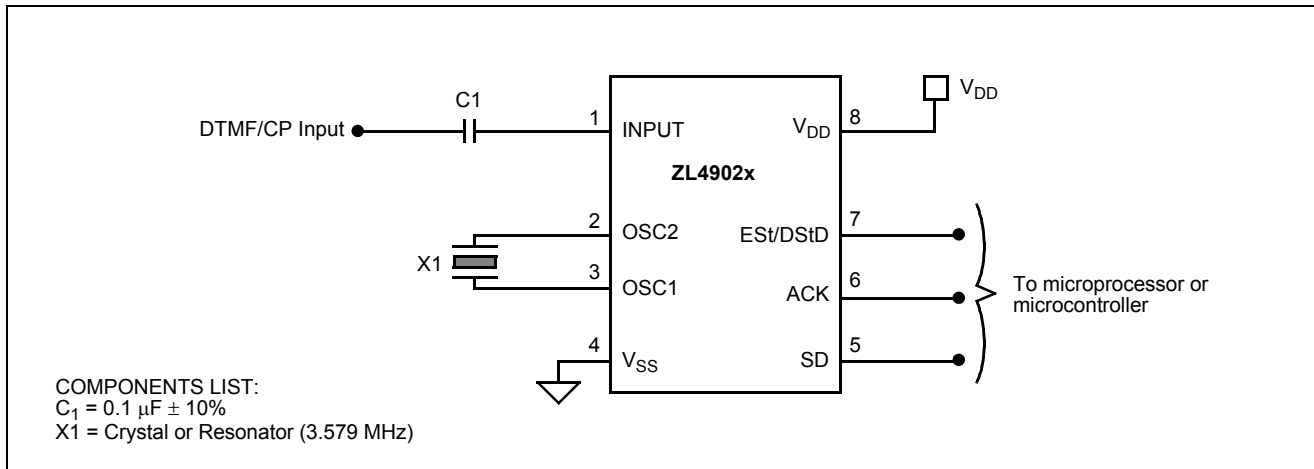 C1
DTMF/CP Input
1
INPUT
V_DD
8
V_DD
ZL4902x
X1
2
OSC2
ESt/DStD
7
3
OSC1
ACK
6
To microprocessor or
microcontroller
4
V_SS
SD
5
COMPONENTS LIST:
C_1 = 0.1 μF ± 10%
X1 = Crystal or Resonator (3.579 MHz)